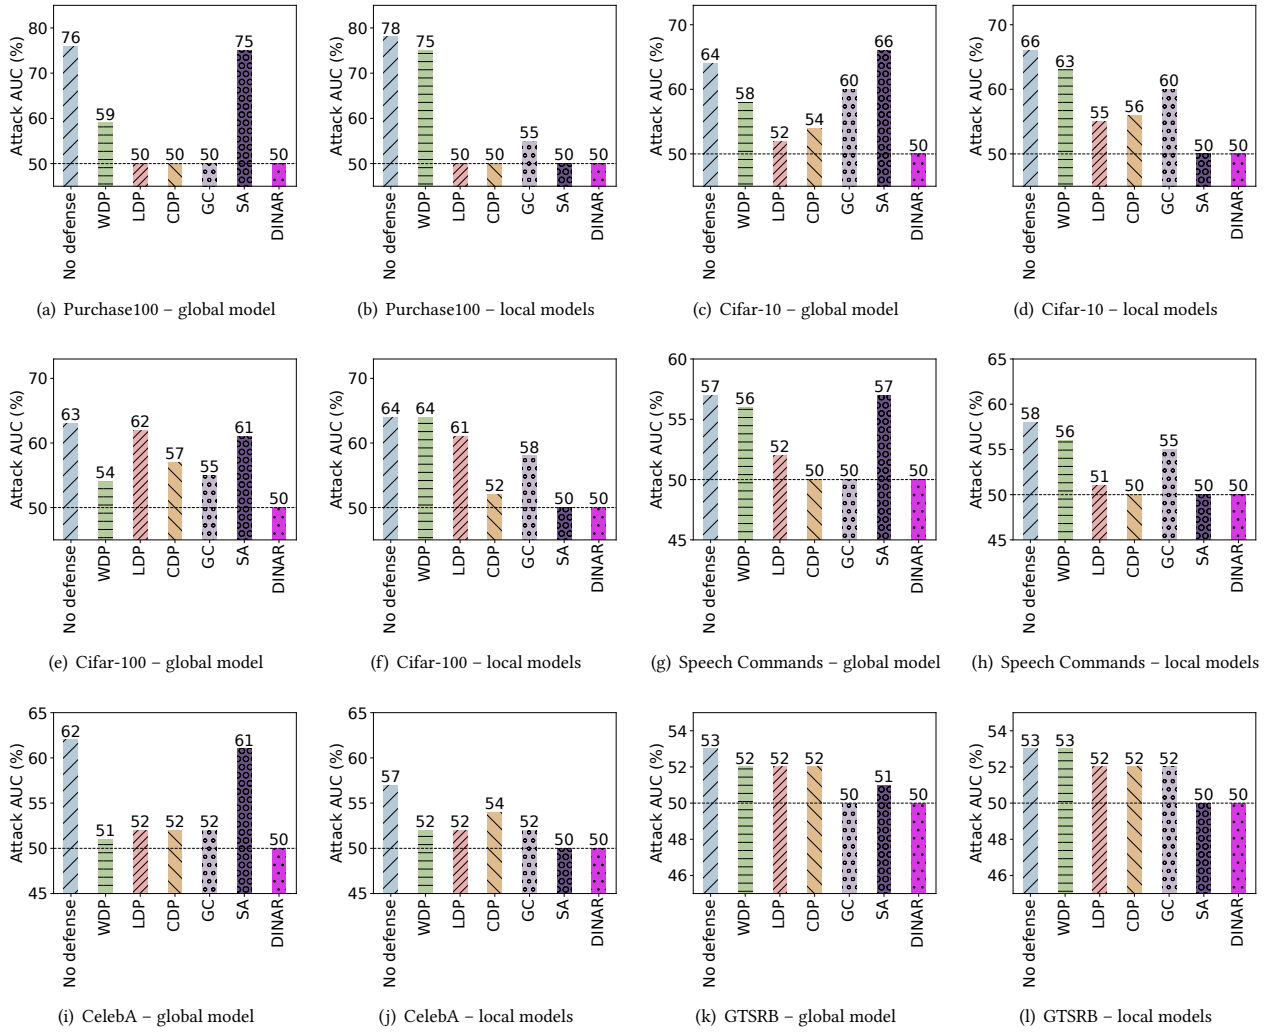 Attack AUC (%)
80
70
60
50
76
59
50
50
50
75
50
No defense
WDP
LDP
CDP
GC
SA
DINAR
(a) Purchase100 – global model
Attack AUC (%)
80
70
60
50
78
75
50
50
55
50
50
No defense
WDP
LDP
CDP
GC
SA
DINAR
(b) Purchase100 – local models
Attack AUC (%)
70
60
50
64
58
52
54
60
66
50
No defense
WDP
LDP
CDP
GC
SA
DINAR
(c) Cifar-10 – global model
Attack AUC (%)
70
60
50
66
63
55
56
60
50
50
No defense
WDP
LDP
CDP
GC
SA
DINAR
(d) Cifar-10 – local models
Attack AUC (%)
70
60
50
63
54
62
57
55
61
50
No defense
WDP
LDP
CDP
GC
SA
DINAR
(e) Cifar-100 – global model
Attack AUC (%)
70
60
50
64
64
61
52
58
50
50
No defense
WDP
LDP
CDP
GC
SA
DINAR
(f) Cifar-100 – local models
Attack AUC (%)
60
55
50
45
57
56
52
50
50
57
50
No defense
WDP
LDP
CDP
GC
SA
DINAR
(g) Speech Commands – global model
Attack AUC (%)
65
60
55
50
45
58
56
51
50
55
50
50
No defense
WDP
LDP
CDP
GC
SA
DINAR
(h) Speech Commands – local models
Attack AUC (%)
65
60
55
50
45
62
51
52
52
52
61
50
No defense
WDP
LDP
CDP
GC
SA
DINAR
(i) CelebA – global model
Attack AUC (%)
65
60
55
50
45
57
52
52
54
52
50
50
No defense
WDP
LDP
CDP
GC
SA
DINAR
(j) CelebA – local models
Attack AUC (%)
54
52
50
48
46
53
52
52
52
50
51
50
No defense
WDP
LDP
CDP
GC
SA
DINAR
(k) GTSRB – global model
Attack AUC (%)
54
52
50
48
46
53
53
52
52
52
50
50
No defense
WDP
LDP
CDP
GC
SA
DINAR
(l) GTSRB – local models